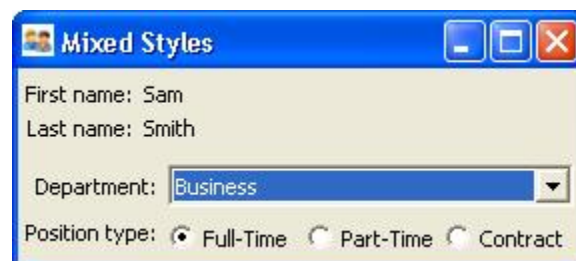 Mixed Styles
First name: Sam
Last name: Smith
Department: Business
Position type: Full-Time Part-Time Contract